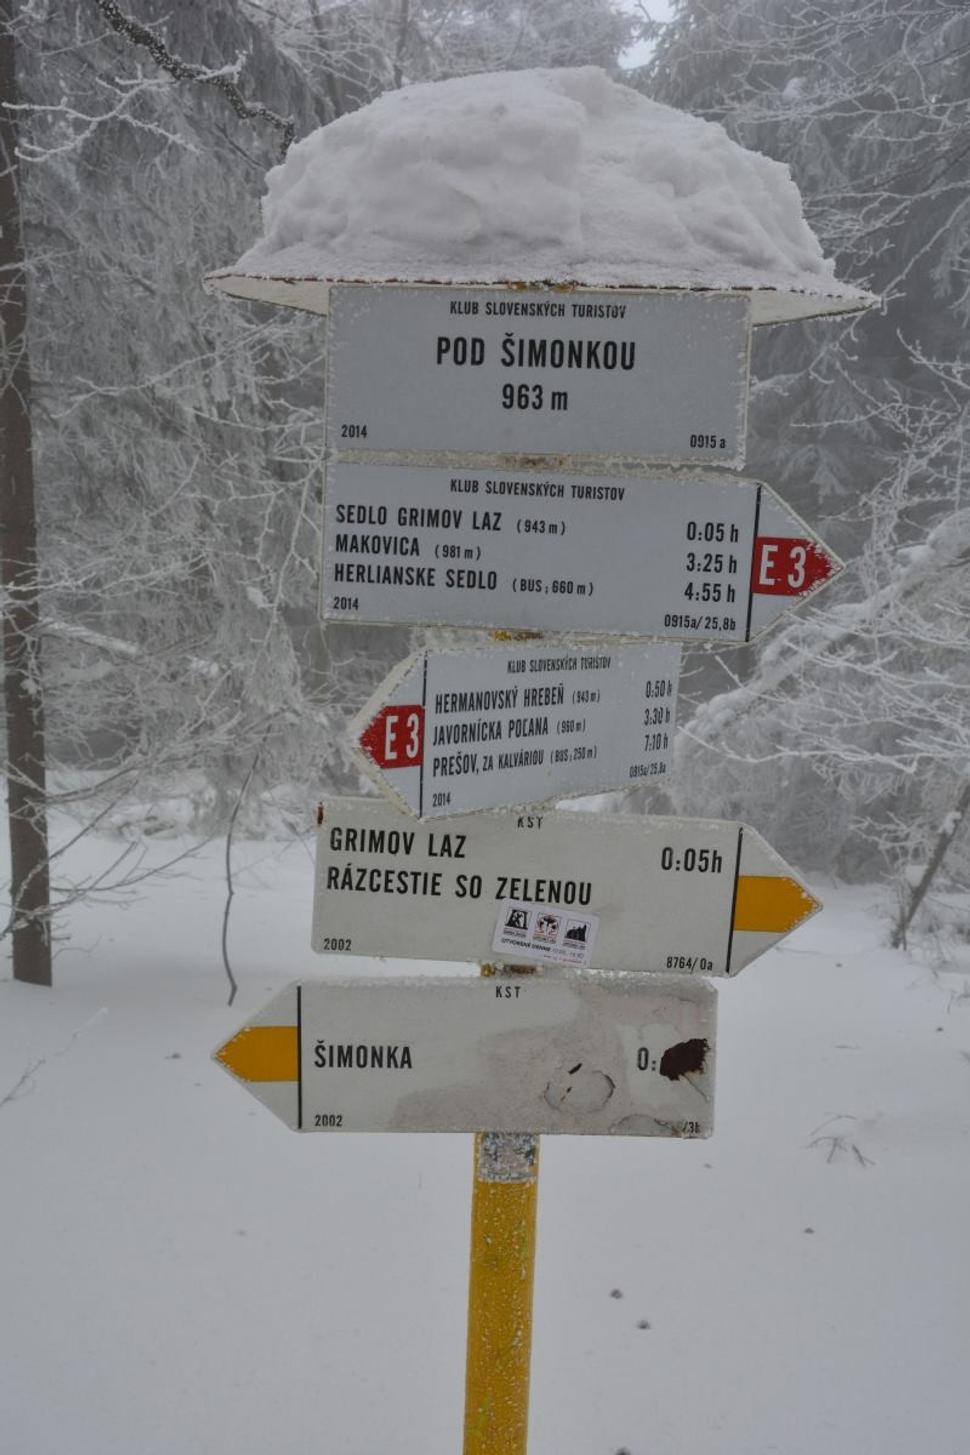 KLUB SLOVENSKÝCH TURISTOV
POD ŠIMONKOU
963 m
2014 0915 a
KLUB SLOVENSKÝCH TURISTOV
SEDLO GRIMOV LAZ (943 m) 0:05 h
MAKOVICA (981 m) 3:25 h
HERLIANSKE SEDLO (BUS; 660 m) 4:55 h
2014 0915a/25,8b
E 3
KLUB SLOVENSKÝCH TURISTOV
HERMANOVSKÝ HREBEŇ (943 m) 0:50 h
JAVORNÍCKA POĽANA (960 m) 3:30 h
PREŠOV, ZA KALVÁRIOU (BUS; 250 m) 7:10 h
2014 0915a/25,8a
E 3
KST
GRIMOV LAZ 0:05h
RÁZCESTIE SO ZELENOU
OTVORENÉ DENNE
2002 8764/0a
KST
ŠIMONKA 0:
2002 /3b